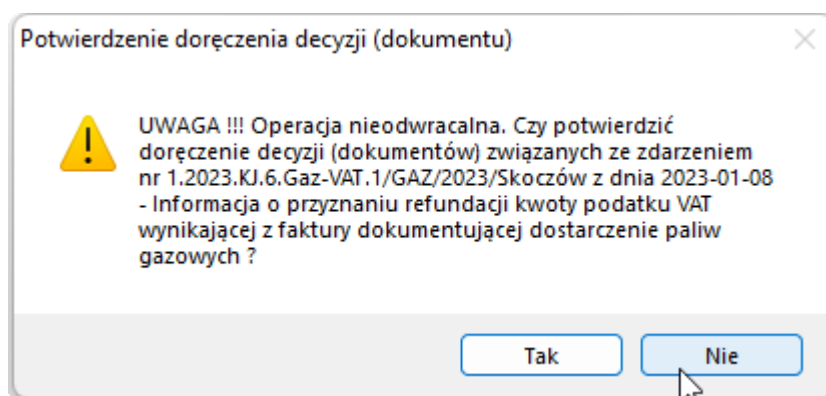 Potwierdzenie doręczenia decyzji (dokumentu)
UWAGA !!! Operacja nieodwracalna. Czy potwierdzić
doręczenie decyzji (dokumentów) związanych ze zdarzeniem
nr 1.2023.KJ.6.Gaz-VAT.1/GAZ/2023/Skoczów z dnia 2023-01-08
- Informacja o przyznaniu refundacji kwoty podatku VAT
wynikającej z faktury dokumentującej dostarczenie paliw
gazowych ?
Tak
Nie